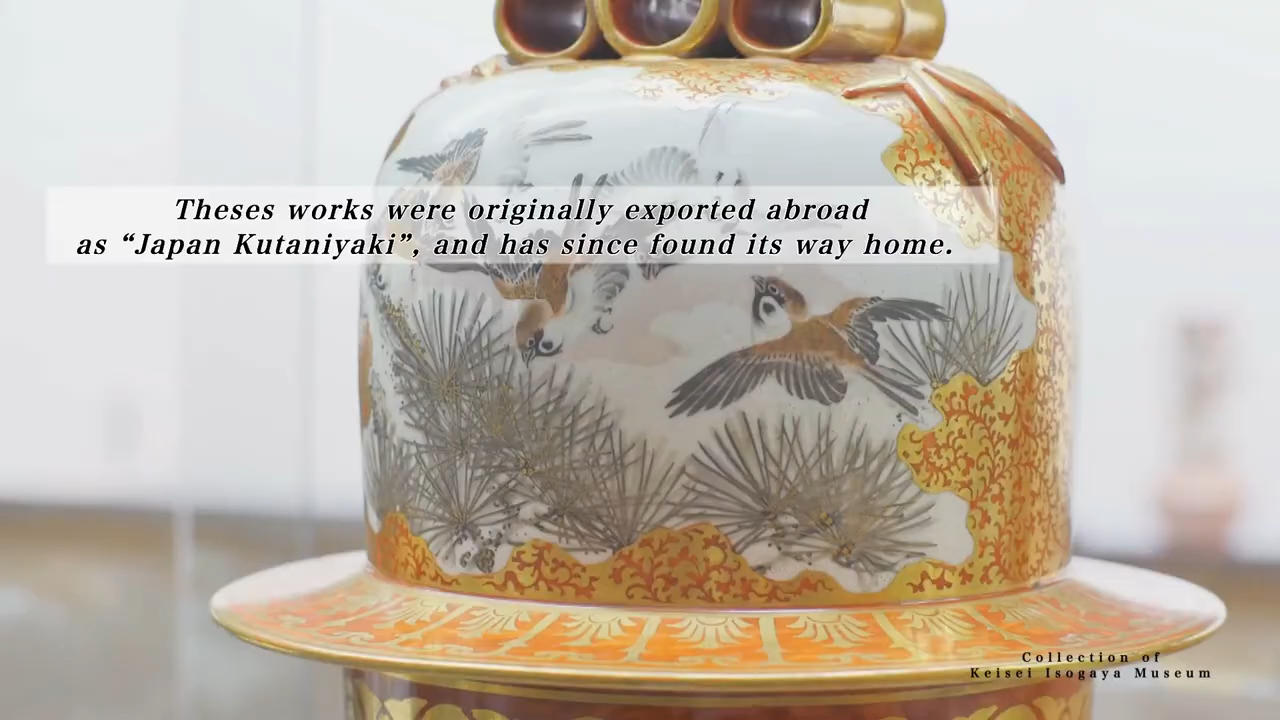 Theses works were originally exported abroad
as “Japan Kutaniyaki”, and has since found its way home.
Collection of
Keisei Isogaya Museum